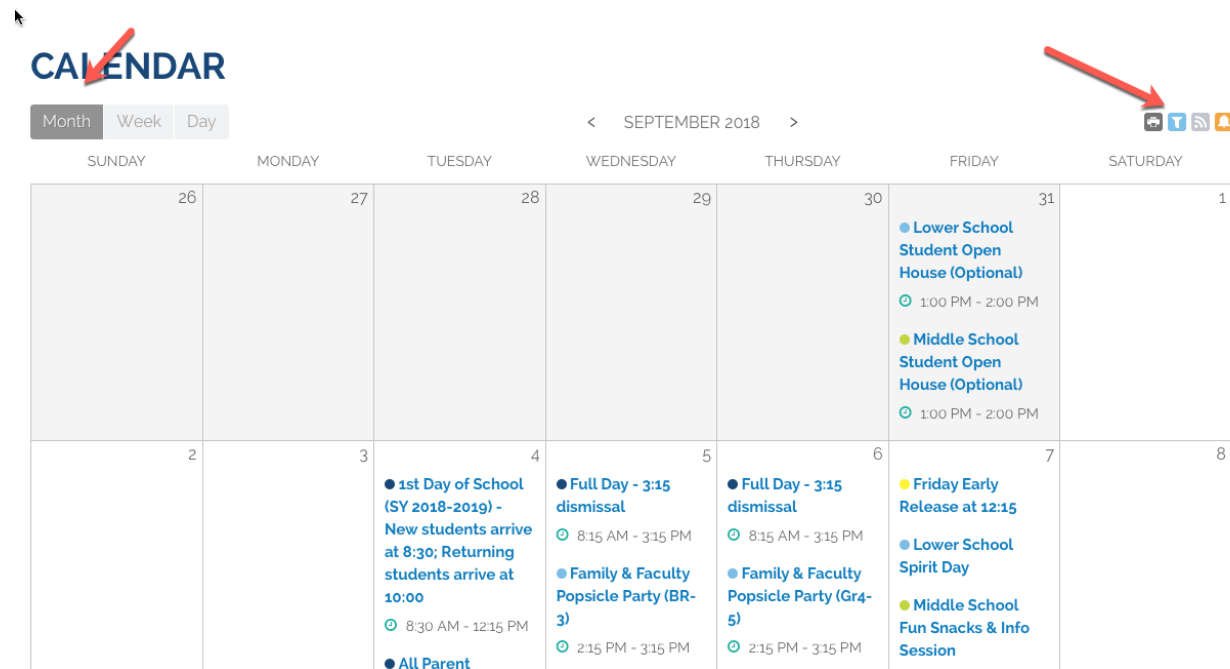 CALENDAR
Month Week Day
< SEPTEMBER 2018 >
SUNDAY MONDAY TUESDAY WEDNESDAY THURSDAY FRIDAY SATURDAY
26 27 28 29 30 31 1
Lower School
Student Open
House (Optional)
1:00 PM - 2:00 PM
Middle School
Student Open
House (Optional)
1:00 PM - 2:00 PM
2 3 4 5 6 7 8
1st Day of School
(SY 2018-2019) -
New students arrive
at 8:30; Returning
students arrive at
10:00
8:30 AM - 12:15 PM
All Parent
Full Day - 3:15
dismissal
8:15 AM - 3:15 PM
Family & Faculty
Popsicle Party (BR-
3)
2:15 PM - 3:15 PM
Full Day - 3:15
dismissal
8:15 AM - 3:15 PM
Family & Faculty
Popsicle Party (Gr4-
5)
2:15 PM - 3:15 PM
Friday Early
Release at 12:15
Lower School
Spirit Day
Middle School
Fun Snacks & Info
Session